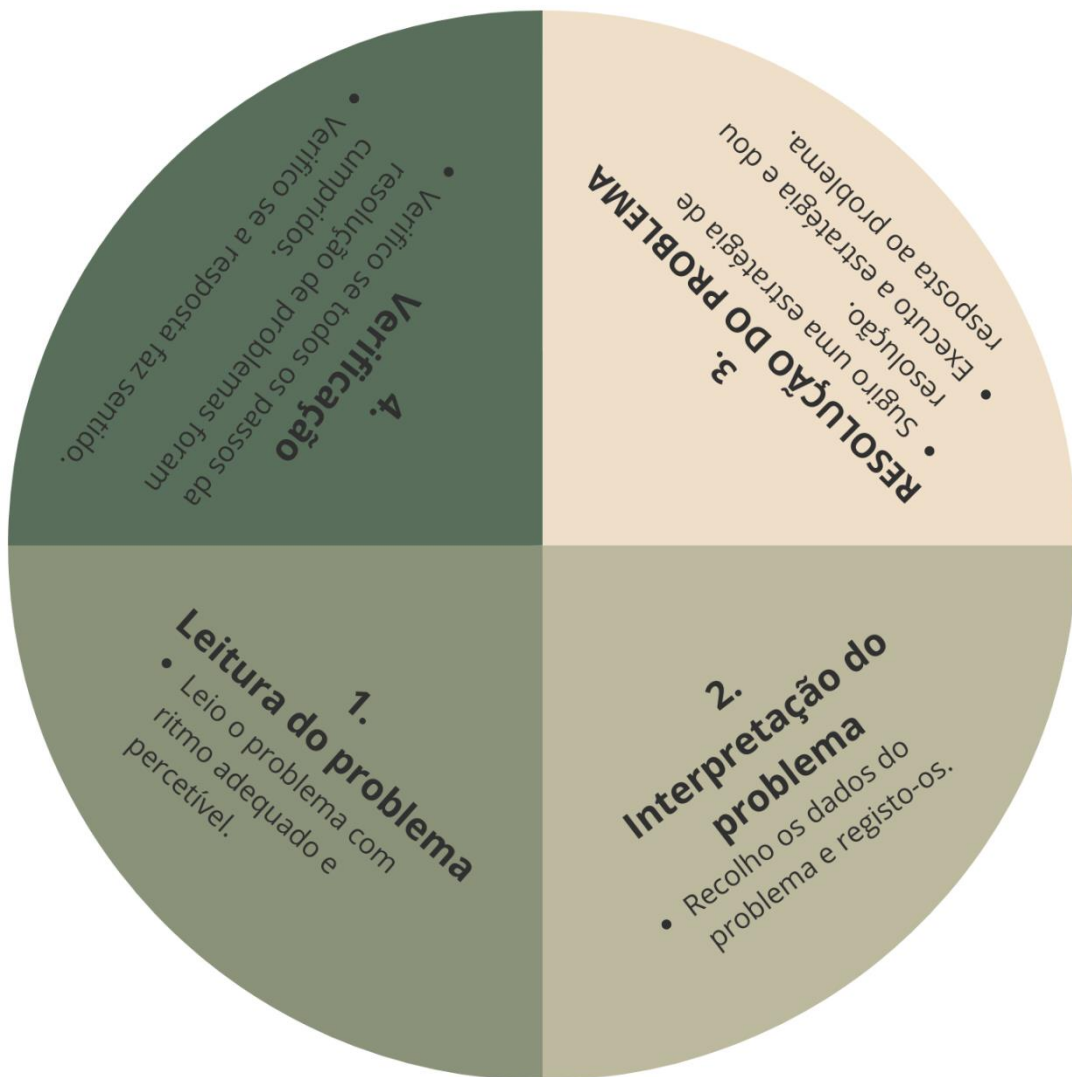 1.
Leitura do problema
• Leio o problema com
ritmo adequado e
percetível.
2.
Interpretação do
problema
• Recolho os dados do
problema e registo-os.
3.
RESOLUÇÃO DO PROBLEMA
• Sugiro uma estratégia de
resolução.
• Executo a estratégia e dou
resposta ao problema.
4.
Verificação
• Verifico se todos os passos da
resolução de problemas foram
cumpridos.
• Verifico se a resposta faz sentido.